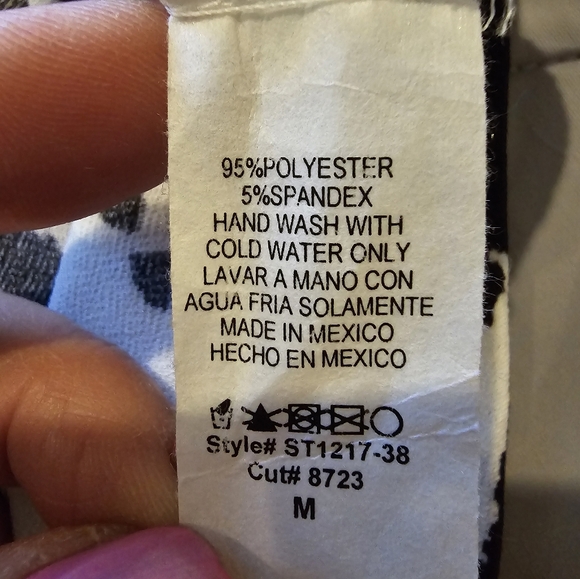 95%POLYESTER
5%SPANDEX
HAND WASH WITH
COLD WATER ONLY
LAVAR A MANO CON
AGUA FRIA SOLAMENTE
MADE IN MEXICO
HECHO EN MEXICO
Style# ST1217-38
Cut# 8723
M